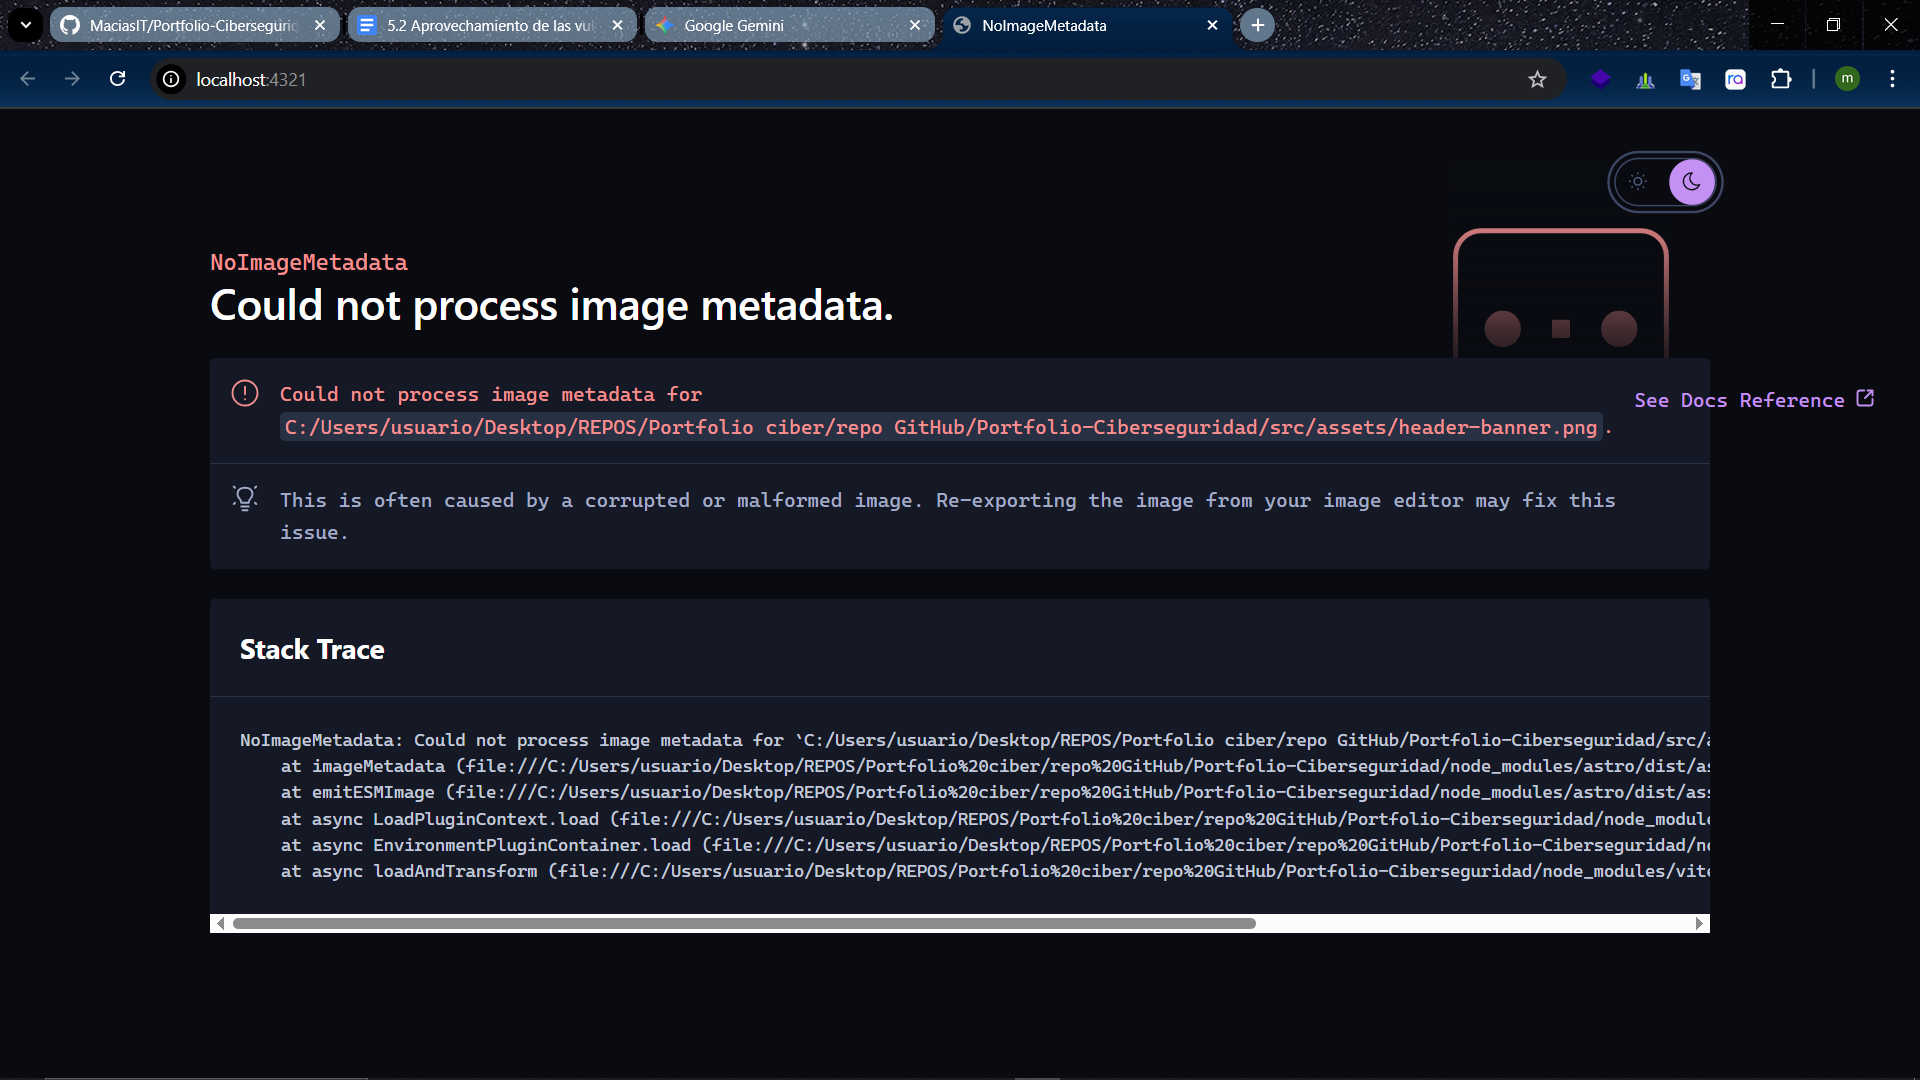 MaciasIT/Portfolio-Ciberseguric
5.2 Aprovechamiento de las vul
Google Gemini
NoImageMetadata
localhost:4321
m
NoImageMetadata
Could not process image metadata.
Could not process image metadata for
C:/Users/usuario/Desktop/REPOS/Portfolio ciber/repo GitHub/Portfolio-Ciberseguridad/src/assets/header-banner.png.
See Docs Reference
This is often caused by a corrupted or malformed image. Re-exporting the image from your image editor may fix this
issue.
Stack Trace
NoImageMetadata: Could not process image metadata for `C:/Users/usuario/Desktop/REPOS/Portfolio ciber/repo GitHub/Portfolio-Ciberseguridad/src/a
at imageMetadata (file:///C:/Users/usuario/Desktop/REPOS/Portfolio%20ciber/repo%20GitHub/Portfolio-Ciberseguridad/node_modules/astro/dist/as
at emitESMImage (file:///C:/Users/usuario/Desktop/REPOS/Portfolio%20ciber/repo%20GitHub/Portfolio-Ciberseguridad/node_modules/astro/dist/ass
at async LoadPluginContext.load (file:///C:/Users/usuario/Desktop/REPOS/Portfolio%20ciber/repo%20GitHub/Portfolio-Ciberseguridad/node_module
at async EnvironmentPluginContainer.load (file:///C:/Users/usuario/Desktop/REPOS/Portfolio%20ciber/repo%20GitHub/Portfolio-Ciberseguridad/no
at async loadAndTransform (file:///C:/Users/usuario/Desktop/REPOS/Portfolio%20ciber/repo%20GitHub/Portfolio-Ciberseguridad/node_modules/vite